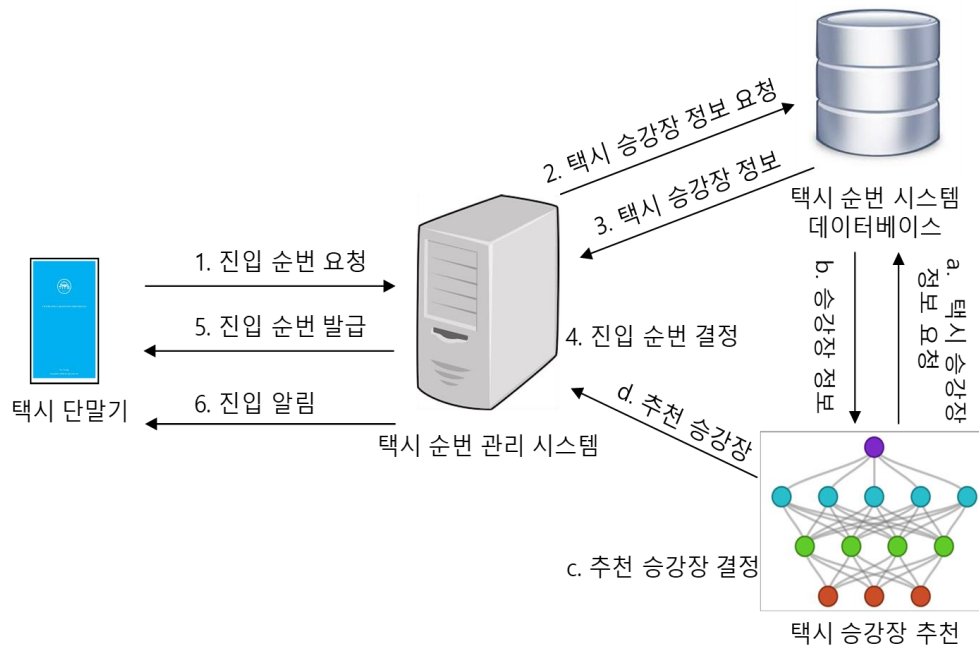 2. 택시 승강장 정보 요청
3. 택시 승강장 정보
택시 순번 시스템
데이터베이스
1. 진입 순번 요청
5. 진입 순번 발급
4. 진입 순번 결정
6. 진입 알림
택시 단말기
택시 순번 관리 시스템
b. 승강장 정보
a. 택시 승강장
정보 요청
d. 추천 승강장
c. 추천 승강장 결정
택시 승강장 추천